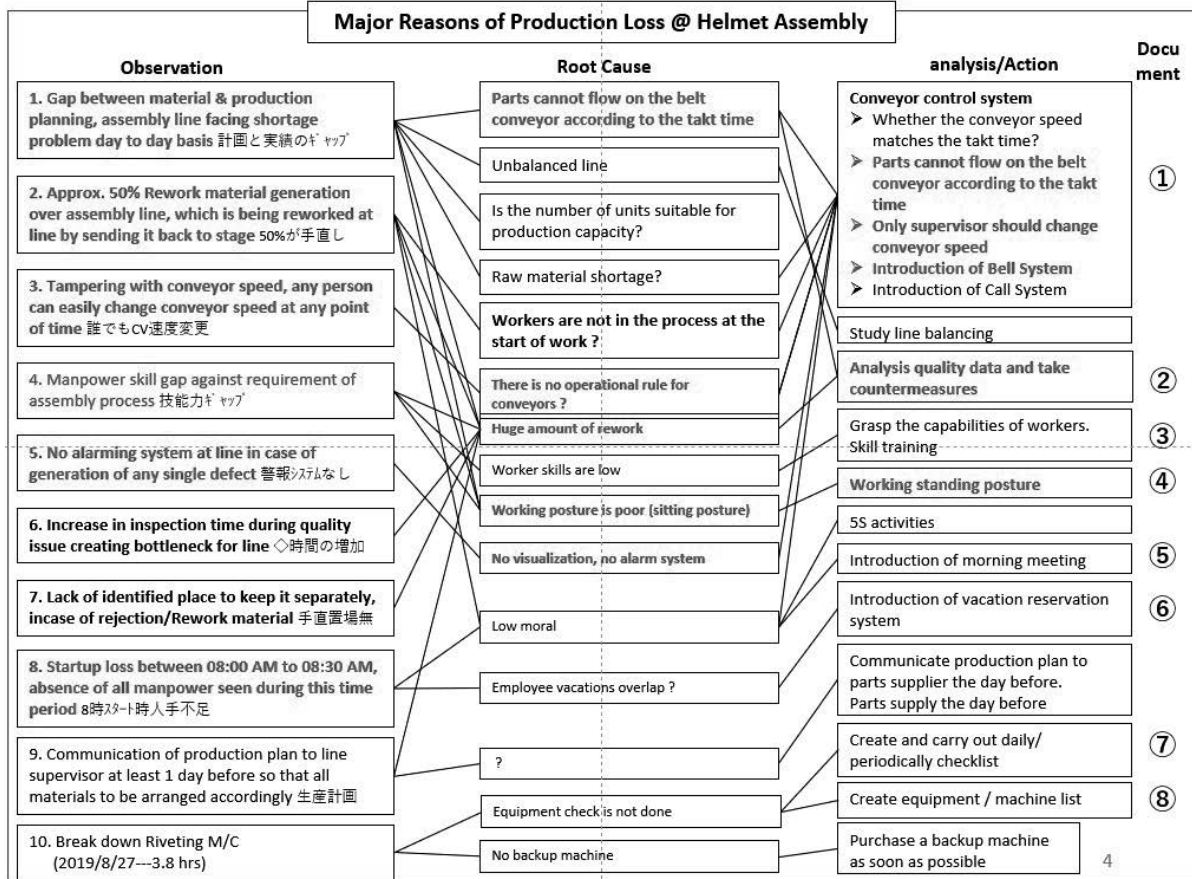 Major Reasons of Production Loss @ Helmet Assembly
Observation
1. Gap between material & production
planning, assembly line facing shortage
problem day to day basis 計画と実績のｷﾞｬｯﾌﾟ
2. Approx. 50% Rework material generation
over assembly line, which is being reworked at
line by sending it back to stage 50%が手直し
3. Tampering with conveyor speed, any person
can easily change conveyor speed at any point
of time 誰でもCV速度変更
4. Manpower skill gap against requirement of
assembly process 技能力ｷﾞｬｯﾌﾟ
5. No alarming system at line in case of
generation of any single defect 警報ｼｽﾃﾑなし
6. Increase in inspection time during quality
issue creating bottleneck for line ◇時間の増加
7. Lack of identified place to keep it separately,
incase of rejection/Rework material 手直置場無
8. Startup loss between 08:00 AM to 08:30 AM,
absence of all manpower seen during this time
period 8時ｽﾀｰﾄ時人手不足
9. Communication of production plan to line
supervisor at least 1 day before so that all
materials to be arranged accordingly 生産計画
10. Break down Riveting M/C
(2019/8/27---3.8 hrs)
Root Cause
Parts cannot flow on the belt
conveyor according to the takt time
Unbalanced line
Is the number of units suitable for
production capacity?
Raw material shortage?
Workers are not in the process at the
start of work ?
There is no operational rule for
conveyors ?
Huge amount of rework
Worker skills are low
Working posture is poor (sitting posture)
No visualization, no alarm system
Low moral
Employee vacations overlap ?
?
Equipment check is not done
No backup machine
analysis/Action
Conveyor control system
➤ Whether the conveyor speed
matches the takt time?
➤ Parts cannot flow on the belt
conveyor according to the takt
time
➤ Only supervisor should change
conveyor speed
➤ Introduction of Bell System
➤ Introduction of Call System
Study line balancing
Analysis quality data and take
countermeasures
Grasp the capabilities of workers.
Skill training
Working standing posture
5S activities
Introduction of morning meeting
Introduction of vacation reservation
system
Communicate production plan to
parts supplier the day before.
Parts supply the day before
Create and carry out daily/
periodically checklist
Create equipment / machine list
Purchase a backup machine
as soon as possible
Docu
ment
①
②
③
④
⑤
⑥
⑦
⑧
4